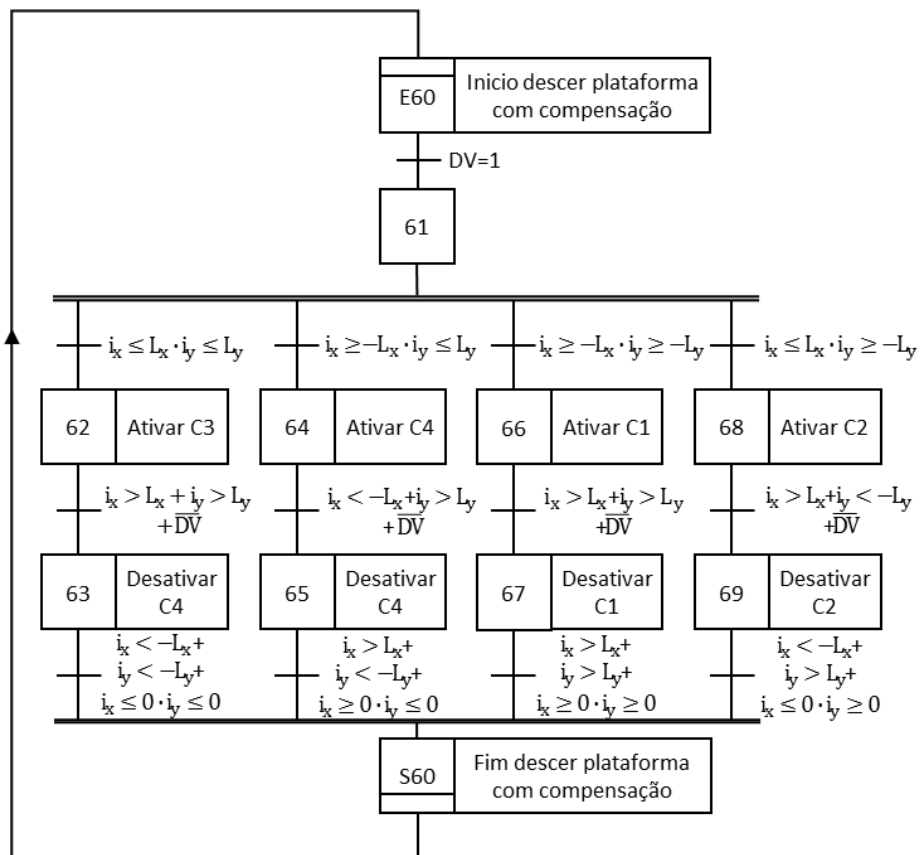 E60
Inicio descer plataforma
com compensação
DV=1
61
iₓ ≤ Lₓ · i_y ≤ L_y
iₓ ≥ −Lₓ · i_y ≤ L_y
iₓ ≥ −Lₓ · i_y ≥ −L_y
iₓ ≤ Lₓ · i_y ≥ −L_y
62
Ativar C3
64
Ativar C4
66
Ativar C1
68
Ativar C2
iₓ > Lₓ + i_y > L_y
+ D̅V̅
iₓ < −Lₓ+i_y > L_y
+ D̅V̅
iₓ > Lₓ+i_y > L_y
+D̅V̅
iₓ > Lₓ+i_y < −L_y
+D̅V̅
63
Desativar
C4
65
Desativar
C4
67
Desativar
C1
69
Desativar
C2
iₓ < −Lₓ+
i_y < −L_y+
iₓ ≤ 0 · i_y ≤ 0
iₓ > Lₓ+
i_y < −L_y+
iₓ ≥ 0 · i_y ≤ 0
iₓ > Lₓ+
i_y > L_y+
iₓ ≥ 0 · i_y ≥ 0
iₓ < −Lₓ+
i_y > L_y+
iₓ ≤ 0 · i_y ≥ 0
S60
Fim descer plataforma
com compensação